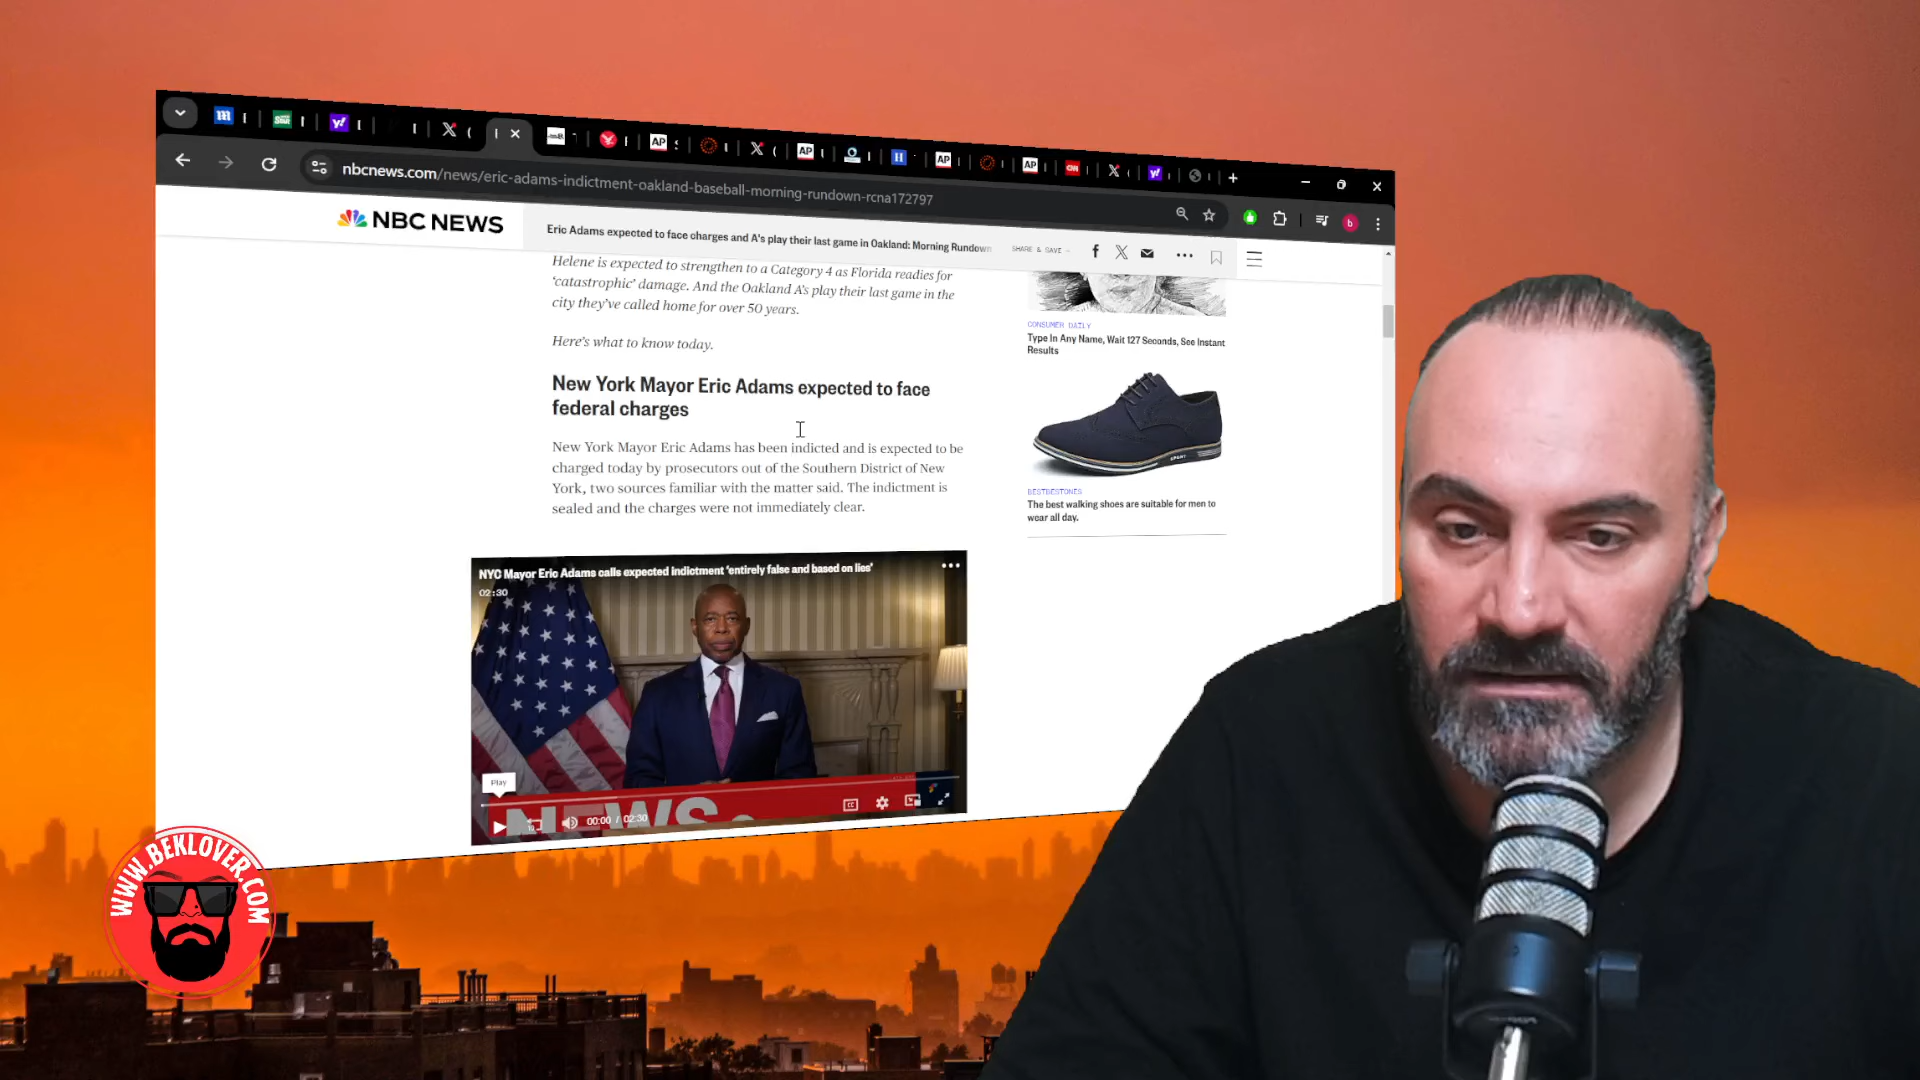 nbcnews.com/news/eric-adams-indictment-oakland-baseball-morning-rundown-rcna172797
NBC NEWS
Eric Adams expected to face charges and A's play their last game in Oakland: Morning Rundown
SHARE & SAVE
Helene is expected to strengthen to a Category 4 as Florida readies for
‘catastrophic’ damage. And the Oakland A’s play their last game in the
city they’ve called home for over 50 years.
Here’s what to know today.
New York Mayor Eric Adams expected to face
federal charges
New York Mayor Eric Adams has been indicted and is expected to be
charged today by prosecutors out of the Southern District of New
York, two sources familiar with the matter said. The indictment is
sealed and the charges were not immediately clear.
NYC Mayor Eric Adams calls expected indictment ‘entirely false and based on lies’
02:30
Play
NEWS
00:00 / 02:30
CONSUMER DAILY
Type In Any Name, Wait 127 Seconds, See Instant
Results
SPORT
BESTBESTONES
The best walking shoes are suitable for men to
wear all day.
WWW.BEKLOVER.COM